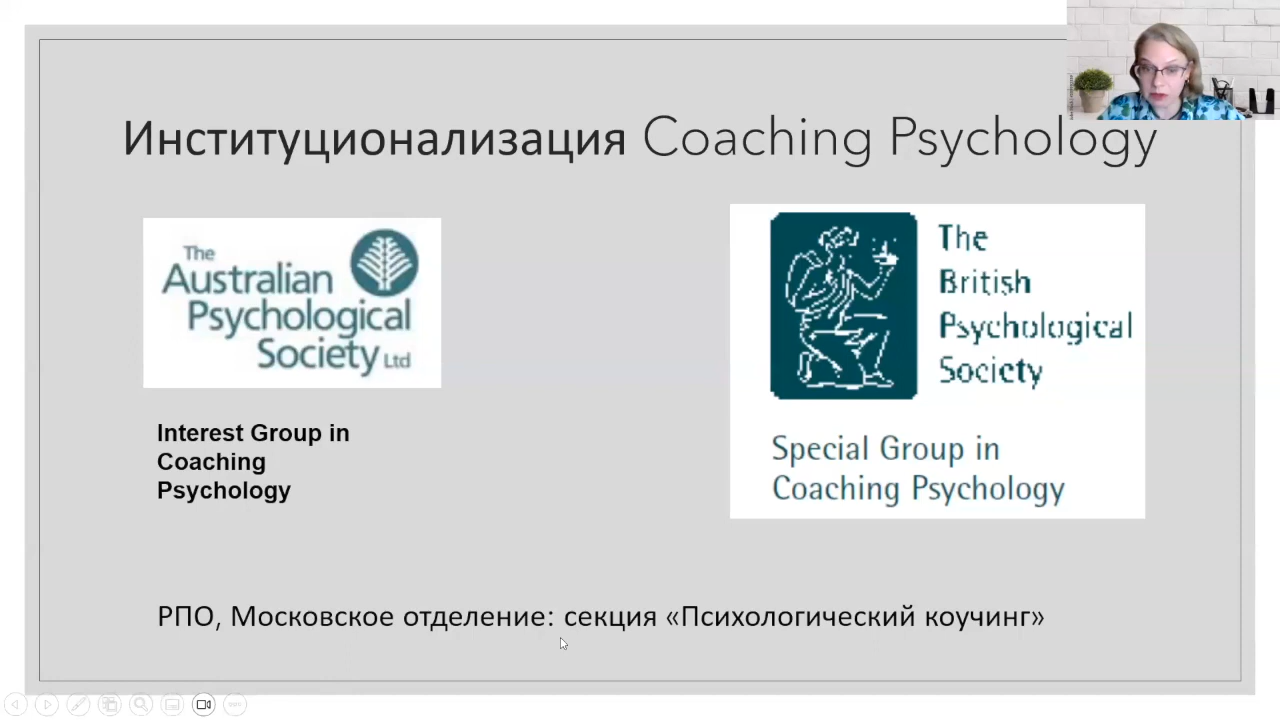 Институционализация Coaching Psychology
The
Australian
Psychological
Society Ltd
Interest Group in
Coaching
Psychology
The
British
Psychological
Society
Special Group in
Coaching Psychology
РПО, Московское отделение: секция «Психологический коучинг»